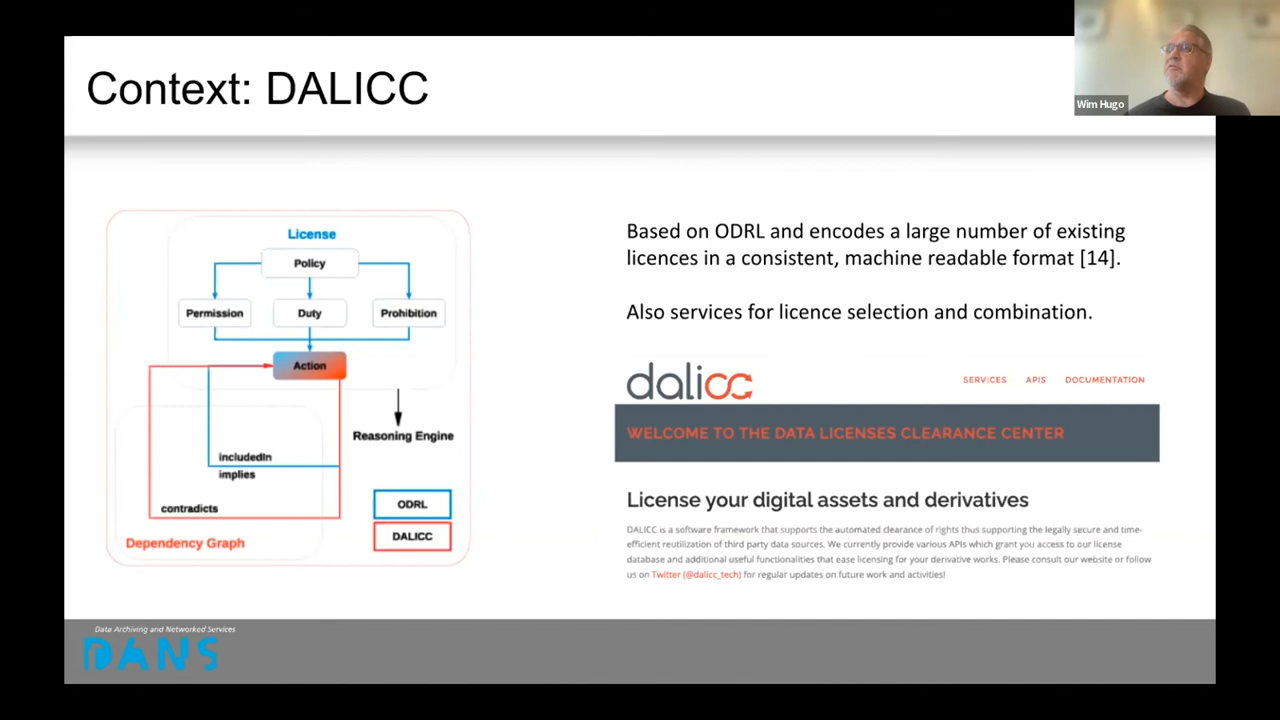 Context: DALICC
Wim Hugo
License
Policy
Permission
Duty
Prohibition
Action
Reasoning Engine
includedIn
implies
contradicts
ODRL
DALICC
Dependency Graph
Based on ODRL and encodes a large number of existing
licences in a consistent, machine readable format [14].
Also services for licence selection and combination.
dalicc
SERVICES APIS DOCUMENTATION
WELCOME TO THE DATA LICENSES CLEARANCE CENTER
License your digital assets and derivatives
DALICC is a software framework that supports the automated clearance of rights thus supporting the legally secure and time-
efficient reutilization of third party data sources. We currently provide various APIs which grant you access to our license
database and additional useful functionalities that ease licensing for your derivative works. Please consult our website or follow
us on Twitter (@dalicc_tech) for regular updates on future work and activities!
Data Archiving and Networked Services
DANS